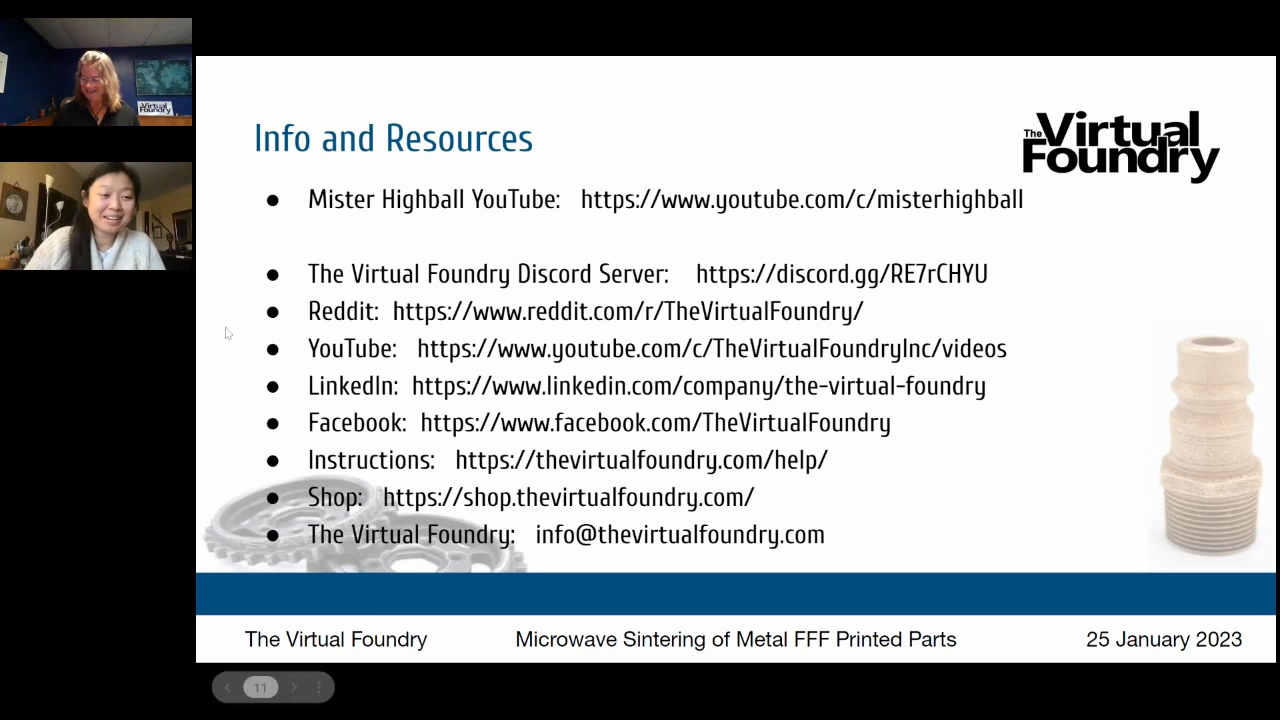 Virtual
Foundry
Info and Resources
The Virtual
Foundry
● Mister Highball YouTube: https://www.youtube.com/c/misterhighball
● The Virtual Foundry Discord Server: https://discord.gg/RE7rCHYU
● Reddit: https://www.reddit.com/r/TheVirtualFoundry/
● YouTube: https://www.youtube.com/c/TheVirtualFoundryInc/videos
● LinkedIn: https://www.linkedin.com/company/the-virtual-foundry
● Facebook: https://www.facebook.com/TheVirtualFoundry
● Instructions: https://thevirtualfoundry.com/help/
● Shop: https://shop.thevirtualfoundry.com/
● The Virtual Foundry: info@thevirtualfoundry.com
The Virtual Foundry Microwave Sintering of Metal FFF Printed Parts 25 January 2023
11